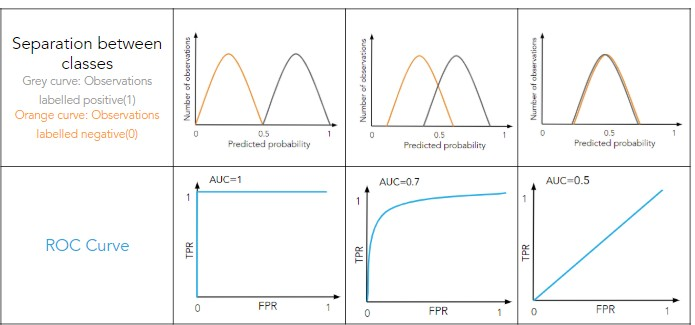 Separation between
classes
Grey curve: Observations
labelled positive(1)
Orange curve: Observations
labelled negative(0)
Number of observations
0
0.5
1
Predicted probability
Number of observations
0
0.5
1
Predicted probability
Number of observations
0
0.5
1
Predicted probability
ROC Curve
AUC=1
1
TPR
0
FPR
1
AUC=0.7
1
TPR
0
FPR
1
AUC=0.5
1
TPR
0
FPR
1